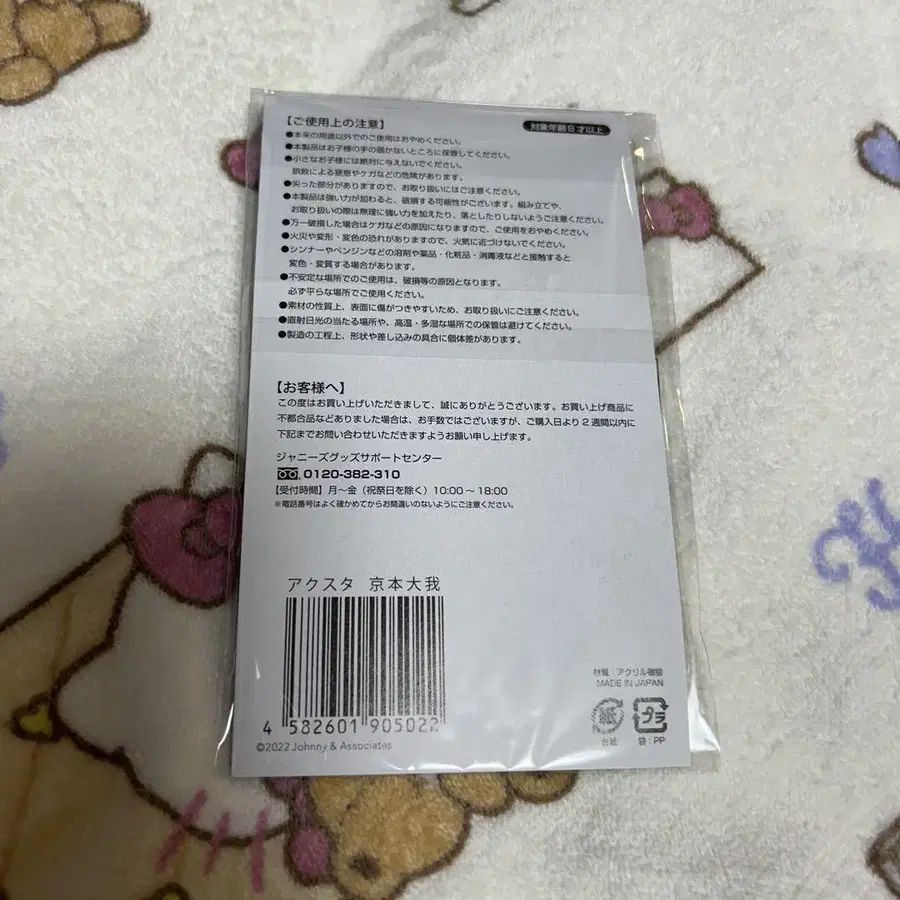 【ご使用上の注意】
対象年齢8才以上
●本来の用途以外でのご使用はおやめください。
●本製品はお子様の手の届かないところに保管してください。
●小さなお子様には絶対に与えないでください。
誤飲による窒息やケガなどの危険があります。
●尖った部分がありますので、お取り扱いにはご注意ください。
●本製品は強い力が加わると、破損する可能性がございます。組み立てや、
お取り扱いの際は無理に強い力を加えたり、落としたりしないようご注意ください。
●万一破損した場合はケガなどの原因になりますので、ご使用をおやめください。
●火災や変形・変色の恐れがありますので、火気に近づけないでください。
●シンナーやベンジンなどの溶剤や薬品・化粧品・消毒液などと接触すると
変色・変質する場合があります。
●不安定な場所でのご使用は、破損等の原因となります。
必ず平らな場所でご使用ください。
●素材の性質上、表面に傷がつきやすいため、お取り扱いにご注意ください。
●直射日光の当たる場所や、高温・多湿な場所での保管は避けてください。
●製造の工程上、形状や差し込みの具合に個体差があります。
【お客様へ】
この度はお買い上げいただきまして、誠にありがとうございます。お買い上げ商品に
不都合品などありました場合は、お手数ではございますが、ご購入日より2週間以内に
下記までお問い合わせいただきますようお願い申し上げます。
ジャニーズグッズサポートセンター
0120-382-310
【受付時間】月〜金（祝祭日を除く）10:00〜18:00
※電話番号はよく確かめてからお間違いのないようにご注意ください。
アクスタ 京本大我
4 582601 905022
©2022 Johnny & Associates
材質：アクリル樹脂
MADE IN JAPAN
紙 プラ
台紙 袋：PP